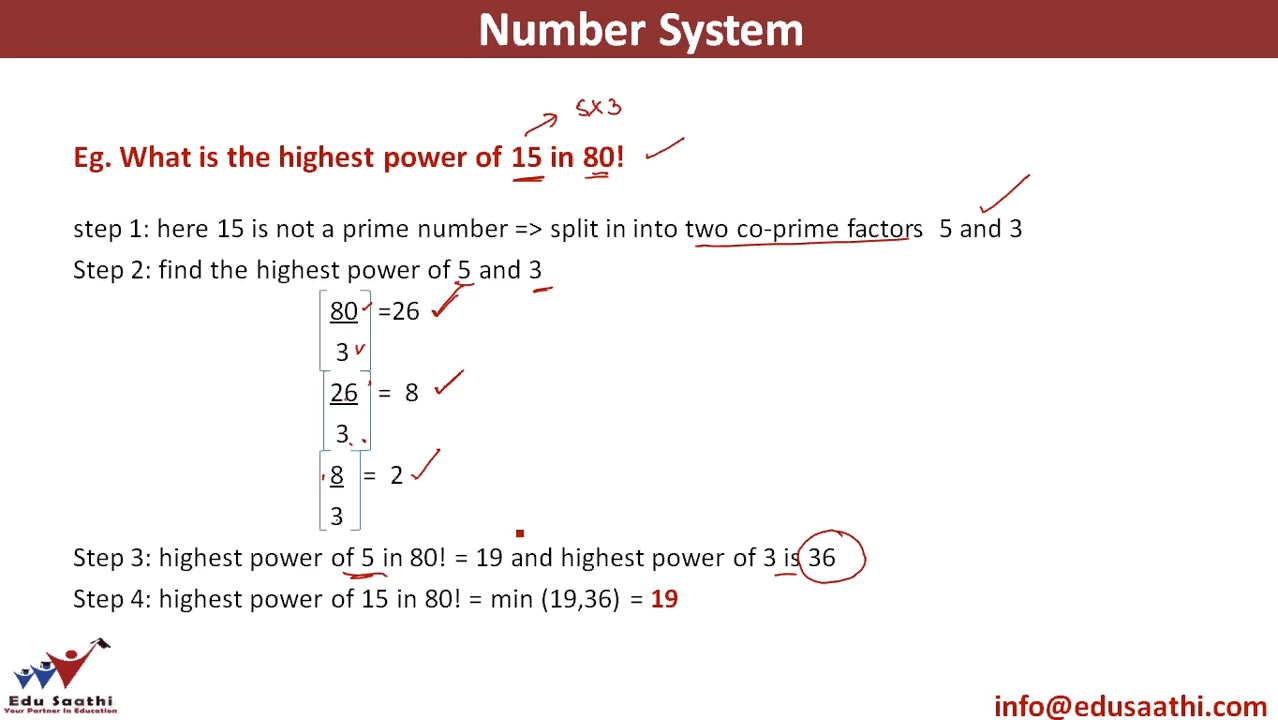 Number System
5x3
Eg. What is the highest power of 15 in 80!
step 1: here 15 is not a prime number => split in into two co-prime factors 5 and 3
Step 2: find the highest power of 5 and 3
80 =26
3
26 = 8
3
8 = 2
3
Step 3: highest power of 5 in 80! = 19 and highest power of 3 is 36
Step 4: highest power of 15 in 80! = min (19,36) = 19
Edu Saathi
Your Partner in Education
info@edusaathi.com